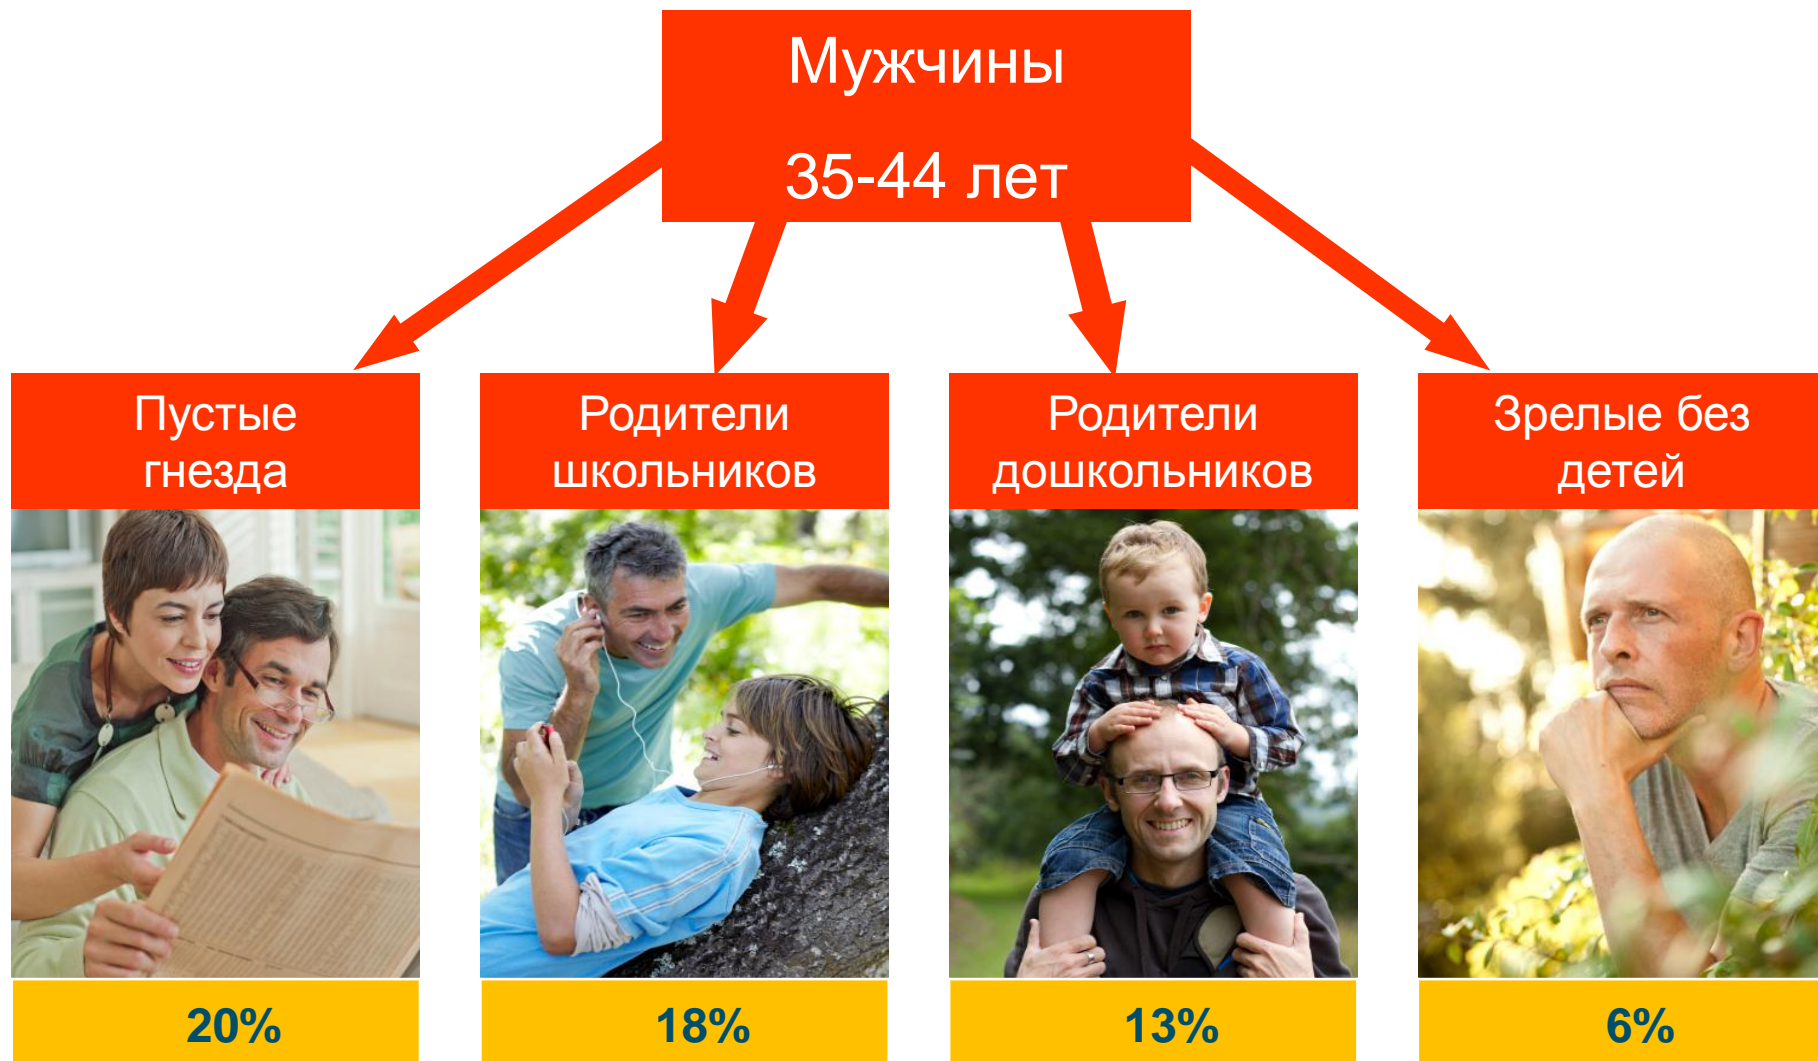 Мужчины
35-44 лет
Пустые
гнезда
Родители
школьников
Родители
дошкольников
Зрелые без
детей
20%
18%
13%
6%